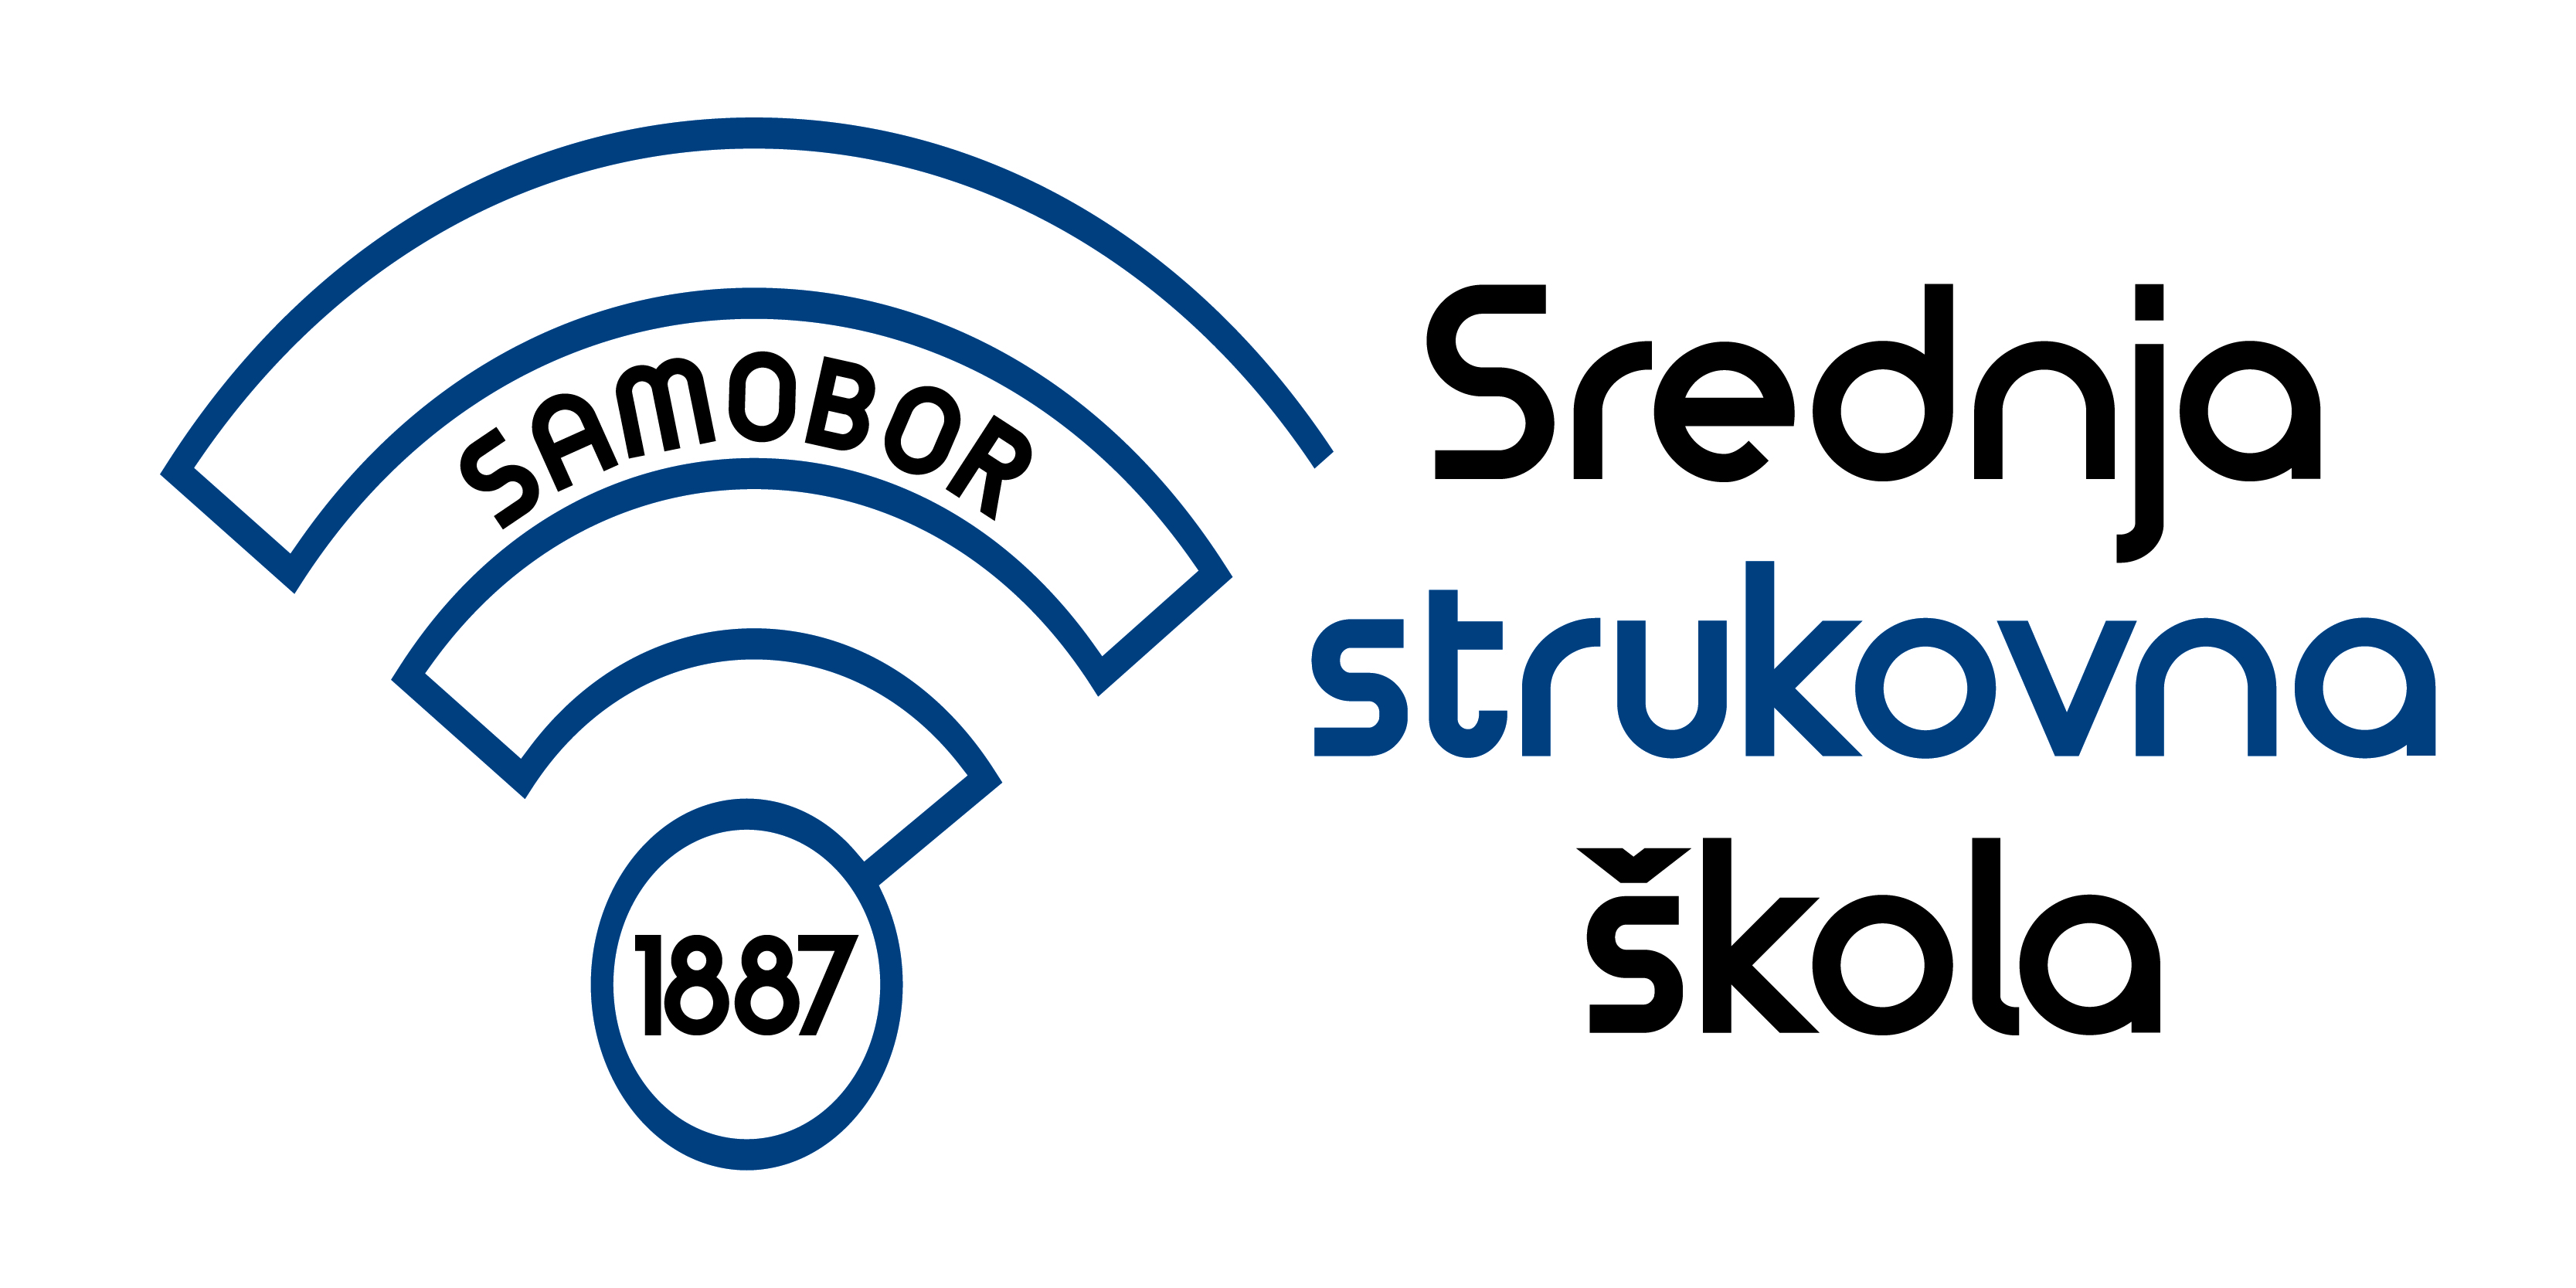 SAMOBOR
1887
Srednja
strukovna
škola